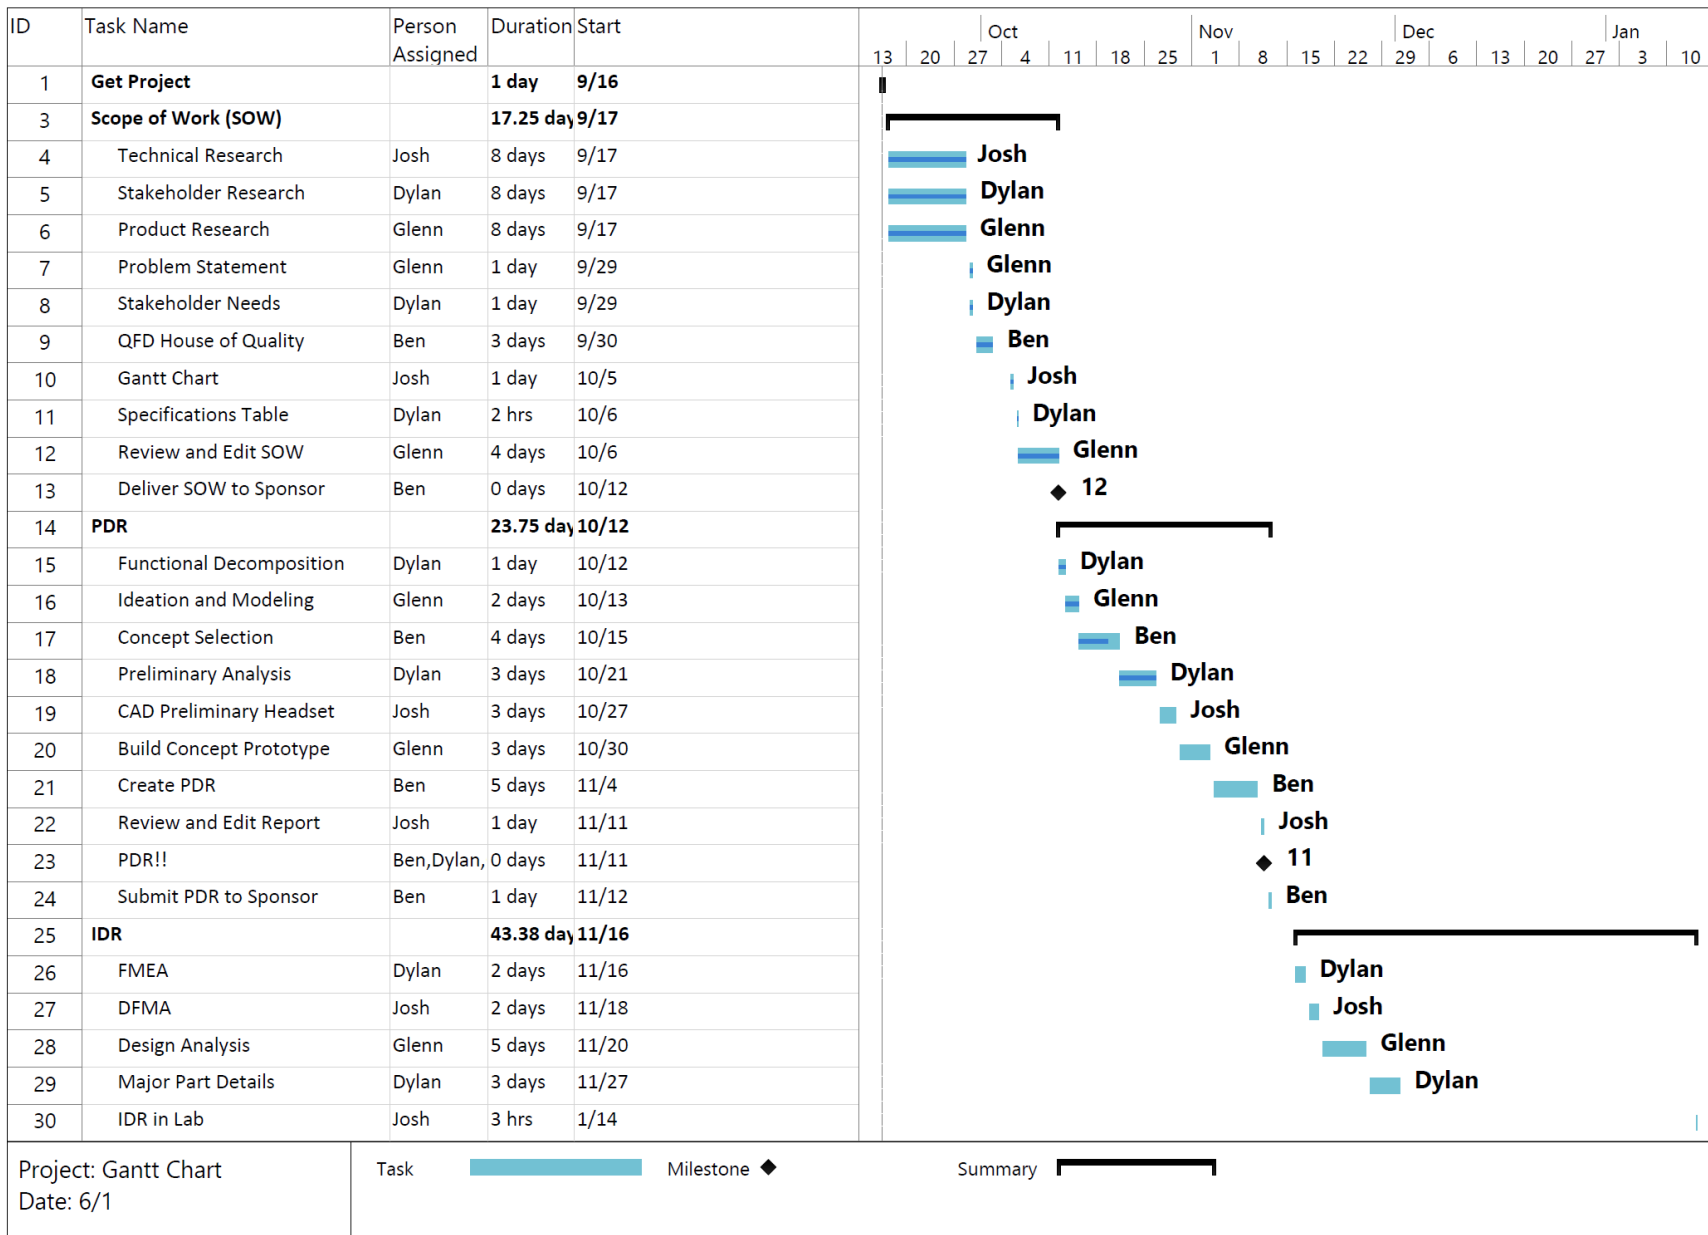 ID Task Name Person Assigned Duration Start
Oct Nov Dec Jan
13 20 27 4 11 18 25 1 8 15 22 29 6 13 20 27 3 10
1 Get Project 1 day 9/16
3 Scope of Work (SOW) 17.25 day 9/17
4 Technical Research Josh 8 days 9/17 Josh
5 Stakeholder Research Dylan 8 days 9/17 Dylan
6 Product Research Glenn 8 days 9/17 Glenn
7 Problem Statement Glenn 1 day 9/29 Glenn
8 Stakeholder Needs Dylan 1 day 9/29 Dylan
9 QFD House of Quality Ben 3 days 9/30 Ben
10 Gantt Chart Josh 1 day 10/5 Josh
11 Specifications Table Dylan 2 hrs 10/6 Dylan
12 Review and Edit SOW Glenn 4 days 10/6 Glenn
13 Deliver SOW to Sponsor Ben 0 days 10/12 12
14 PDR 23.75 day 10/12
15 Functional Decomposition Dylan 1 day 10/12 Dylan
16 Ideation and Modeling Glenn 2 days 10/13 Glenn
17 Concept Selection Ben 4 days 10/15 Ben
18 Preliminary Analysis Dylan 3 days 10/21 Dylan
19 CAD Preliminary Headset Josh 3 days 10/27 Josh
20 Build Concept Prototype Glenn 3 days 10/30 Glenn
21 Create PDR Ben 5 days 11/4 Ben
22 Review and Edit Report Josh 1 day 11/11 Josh
23 PDR!! Ben,Dylan, 0 days 11/11 11
24 Submit PDR to Sponsor Ben 1 day 11/12 Ben
25 IDR 43.38 day 11/16
26 FMEA Dylan 2 days 11/16 Dylan
27 DFMA Josh 2 days 11/18 Josh
28 Design Analysis Glenn 5 days 11/20 Glenn
29 Major Part Details Dylan 3 days 11/27 Dylan
30 IDR in Lab Josh 3 hrs 1/14
Project: Gantt Chart
Date: 6/1
Task Milestone Summary